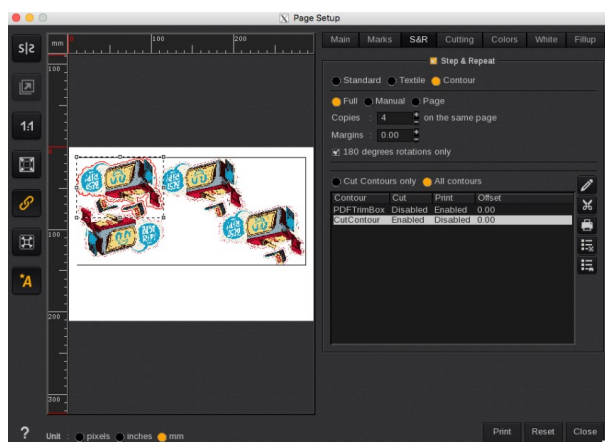 X Page Setup
Main Marks S&R Cutting Colors White Fillup
Step & Repeat
Standard Textile Contour
Full Manual Page
Copies : 4 on the same page
Margins : 0.00
180 degrees rotations only
Cut Contours only All contours
Contour Cut Print Offset
PDFTrimBox Disabled Enabled 0.00
CutContour Enabled Disabled 0.00
mm 0 100 200
100
0
100
200
300
S|S
1:1
*A
? Unit : pixels inches mm
Print Reset Close